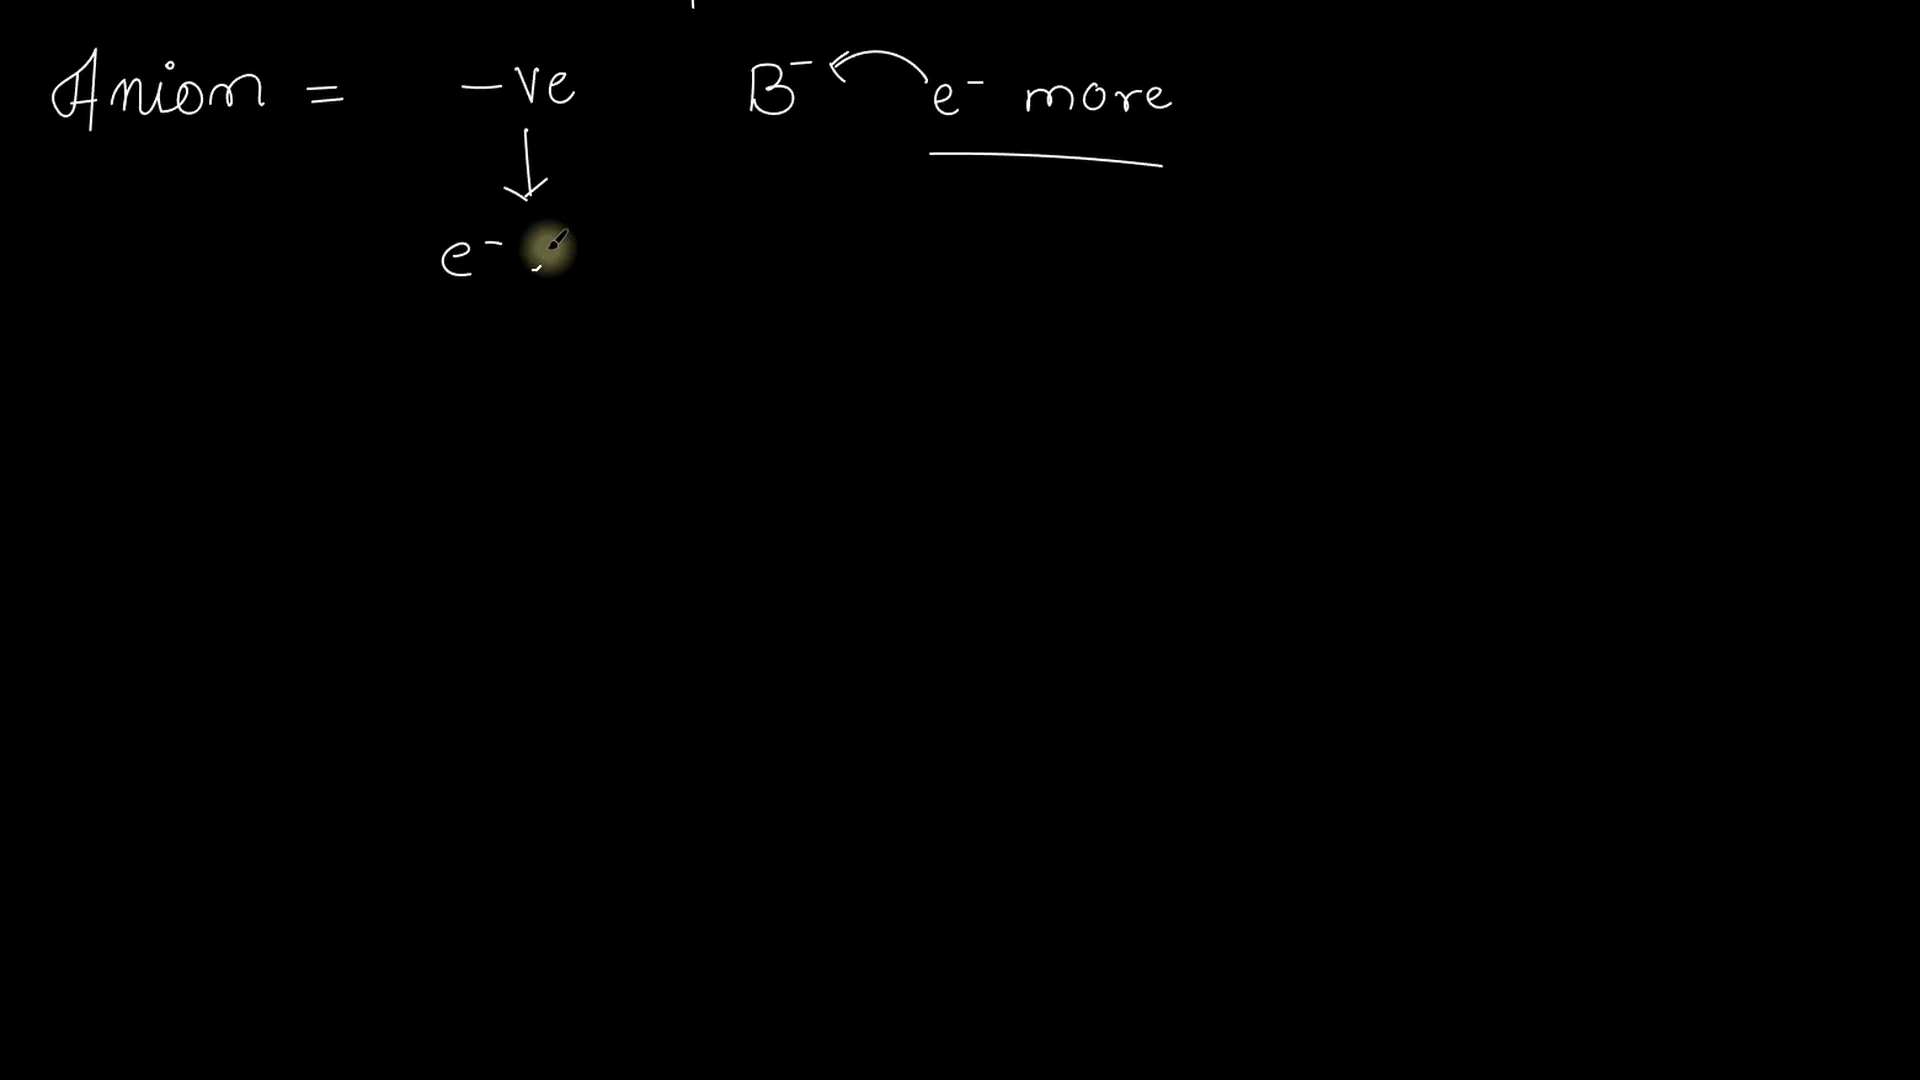 Anion = -ve B⁻ e⁻ more
e⁻